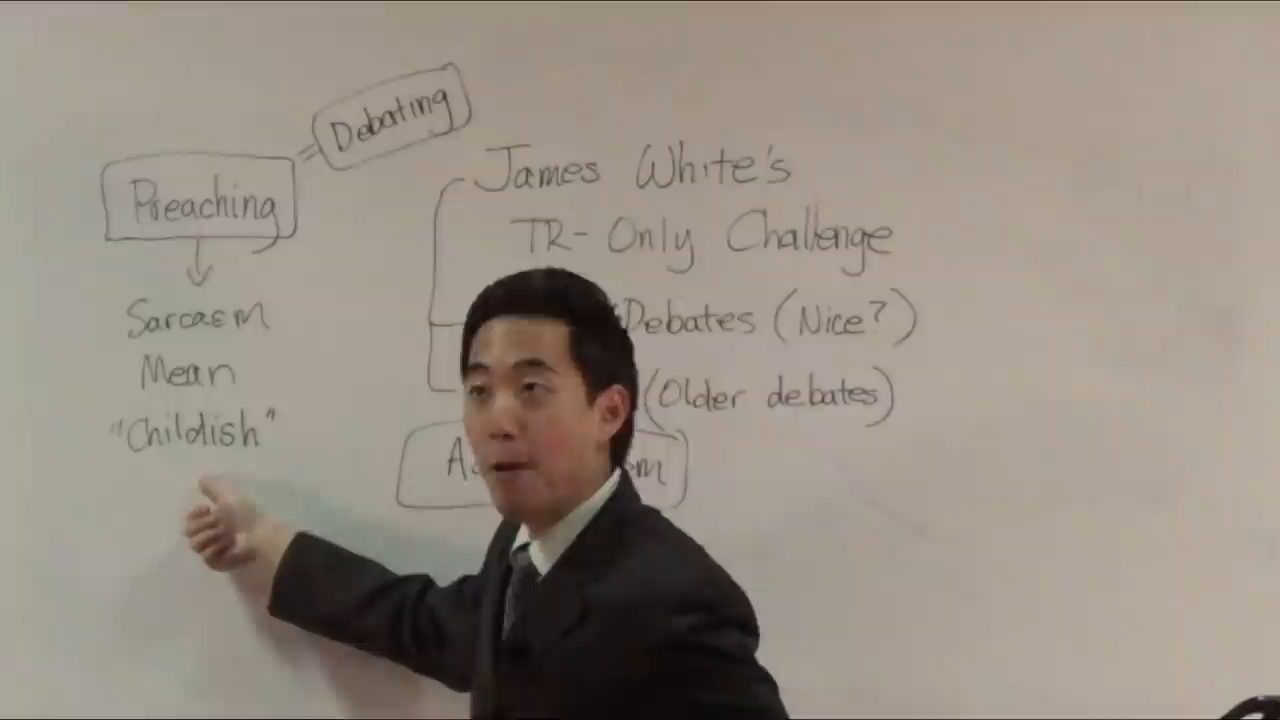 Debating
Preaching
Sarcasm
Mean
"Childish"
James White's
TR-Only Challenge
Debates (Nice?)
(Older debates)